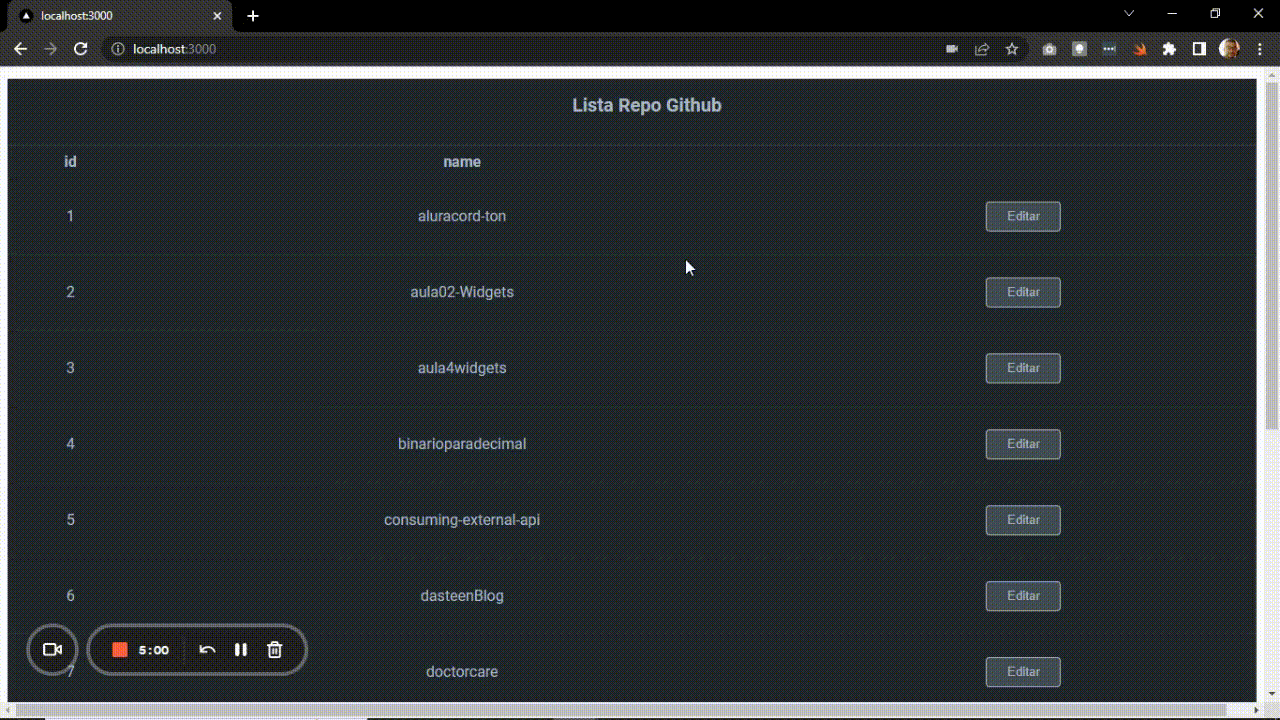 localhost:3000
localhost:3000
Lista Repo Github
id name
1 aluracord-ton Editar
2 aula02-Widgets Editar
3 aula4widgets Editar
4 binarioparadecimal Editar
5 consuming-external-api Editar
6 dasteenBlog Editar
5:00
7 doctorcare Editar